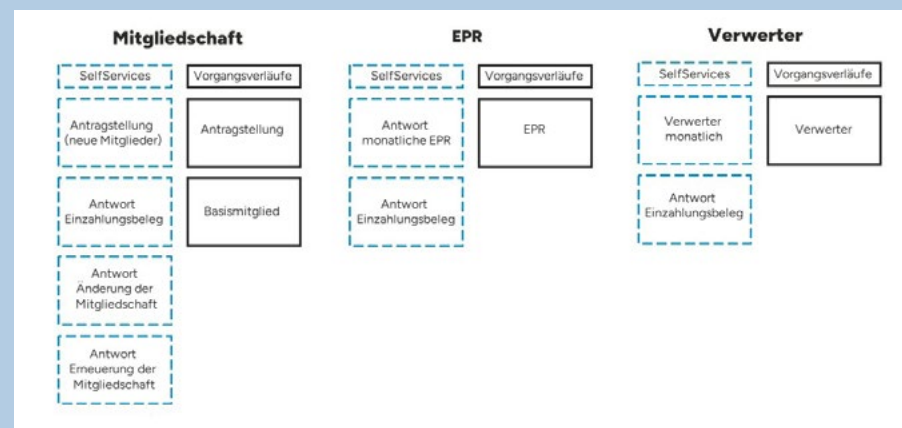 Mitgliedschaft
SelfServices
Vorgangsverläufe
Antragstellung
(neue Mitglieder)
Antragstellung
Antwort
Einzahlungsbeleg
Basismitglied
Antwort
Änderung der
Mitgliedschaft
Antwort
Erneuerung der
Mitgliedschaft
EPR
SelfServices
Vorgangsverläufe
Antwort
monatliche EPR
EPR
Antwort
Einzahlungsbeleg
Verwerter
SelfServices
Vorgangsverläufe
Verwerter
monatlich
Verwerter
Antwort
Einzahlungsbeleg